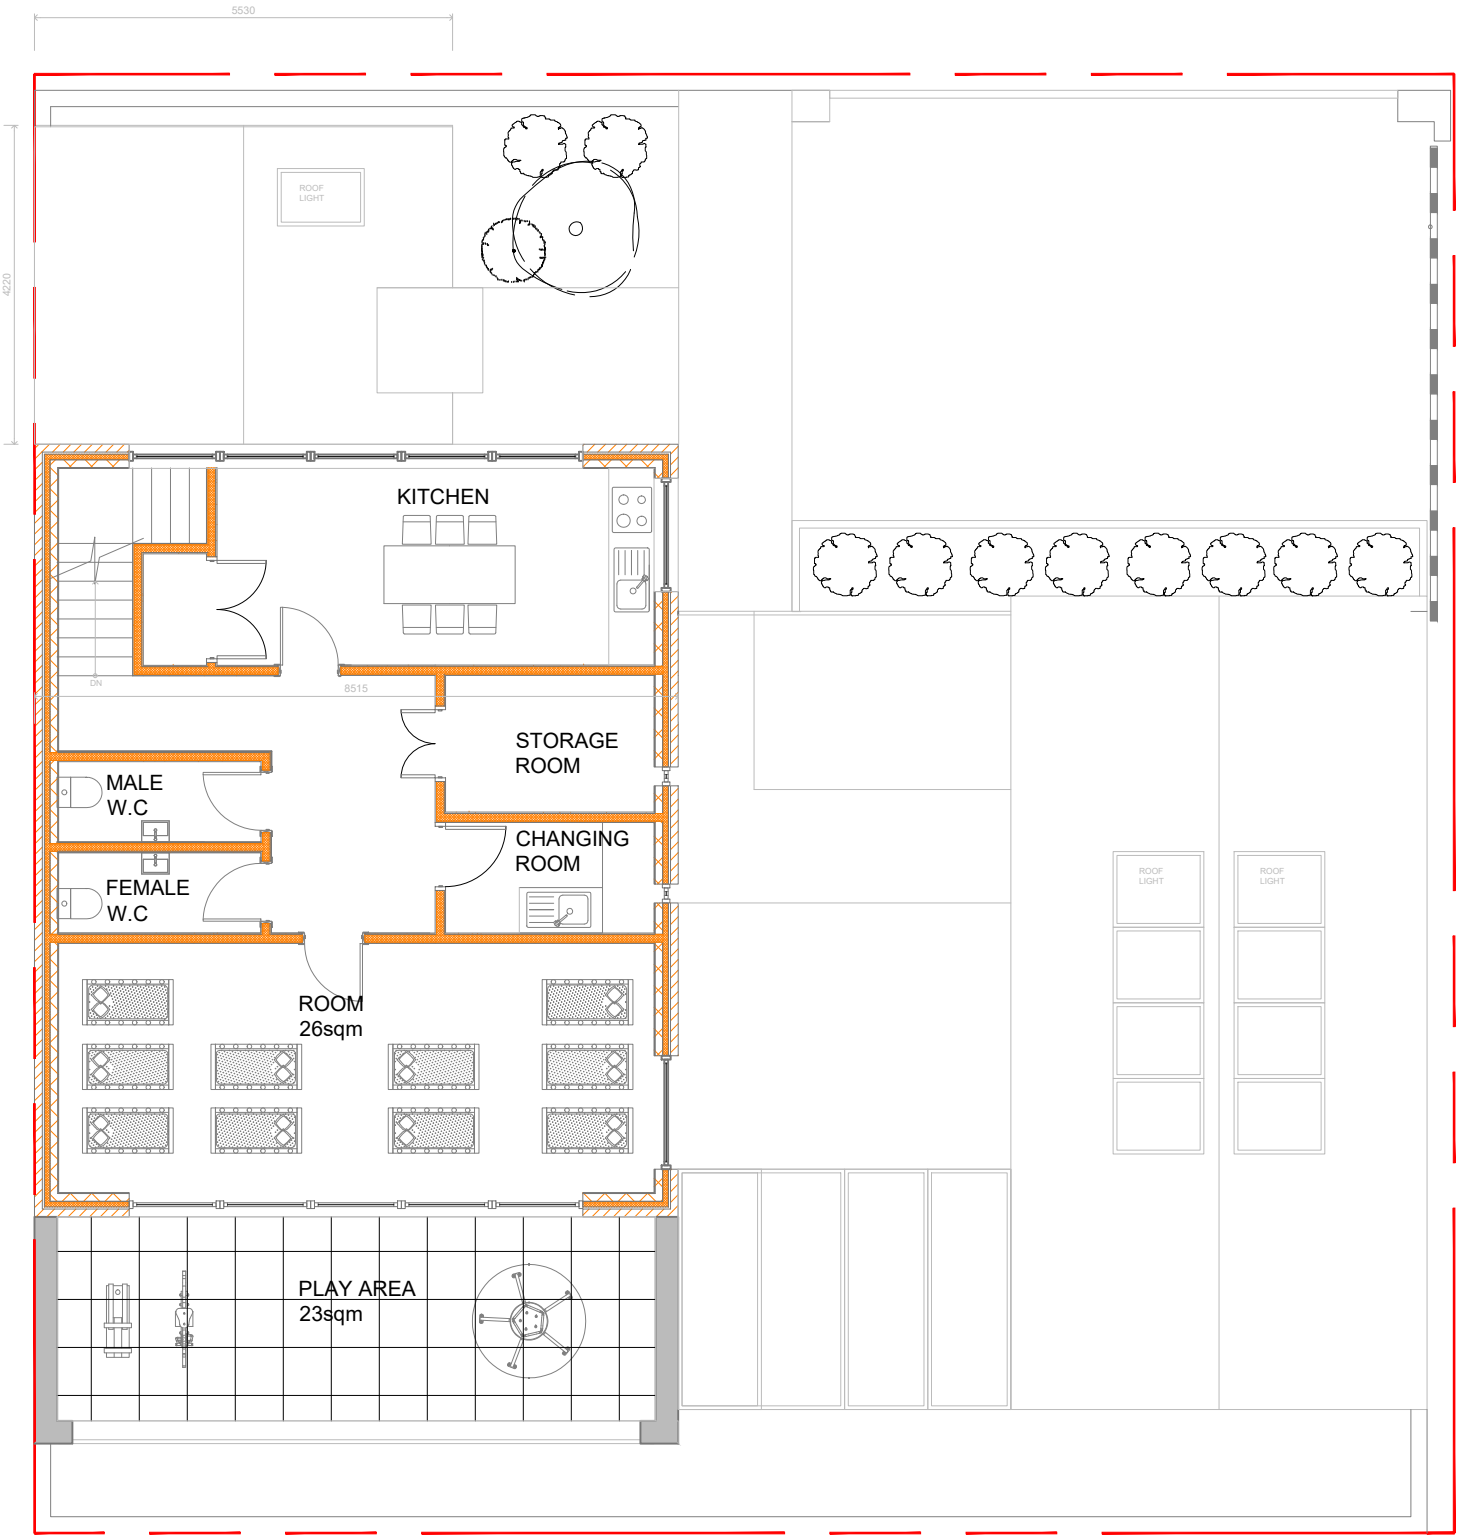 5530
ROOF
LIGHT
4220
KITCHEN
DN
8515
STORAGE
ROOM
MALE
W.C
CHANGING
ROOM
FEMALE
W.C
ROOF
LIGHT
ROOF
LIGHT
ROOM
26sqm
PLAY AREA
23sqm